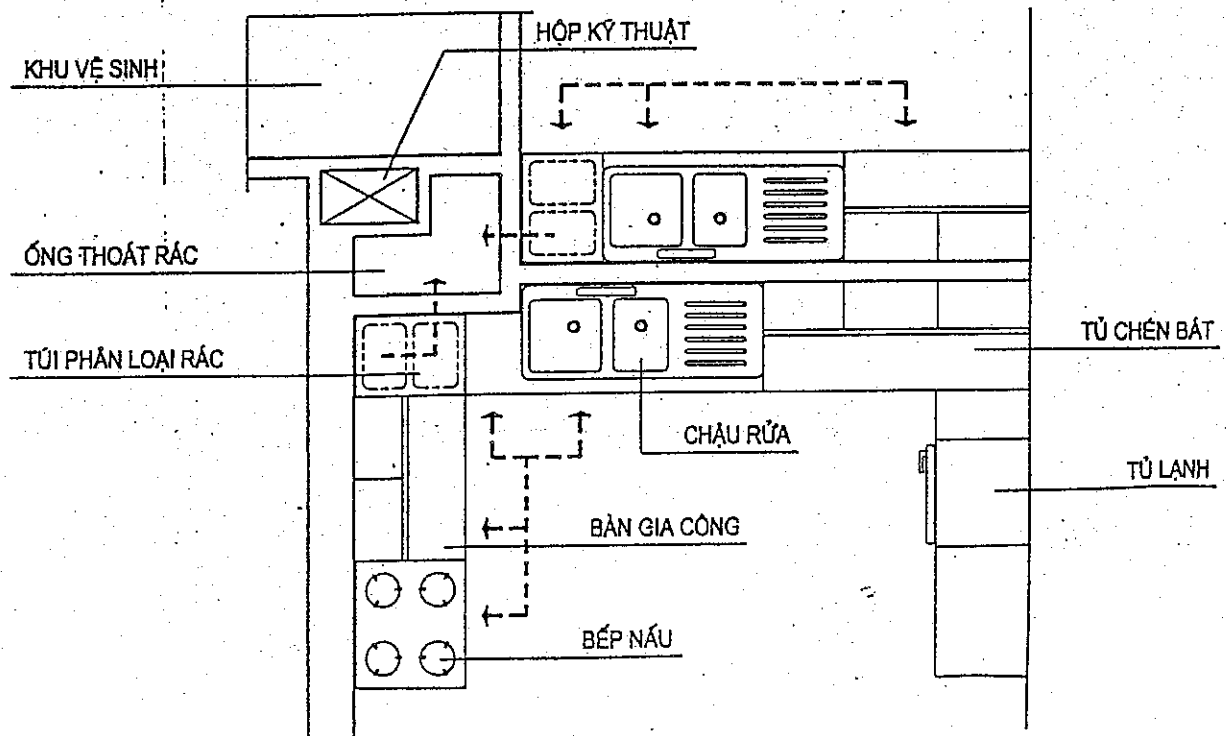 HỘP KỸ THUẬT
KHU VỆ SINH
ỐNG THOÁT RÁC
TÚI PHÂN LOẠI RÁC
TỦ CHÉN BÁT
CHẬU RỬA
TỦ LẠNH
BÀN GIA CÔNG
BẾP NẤU